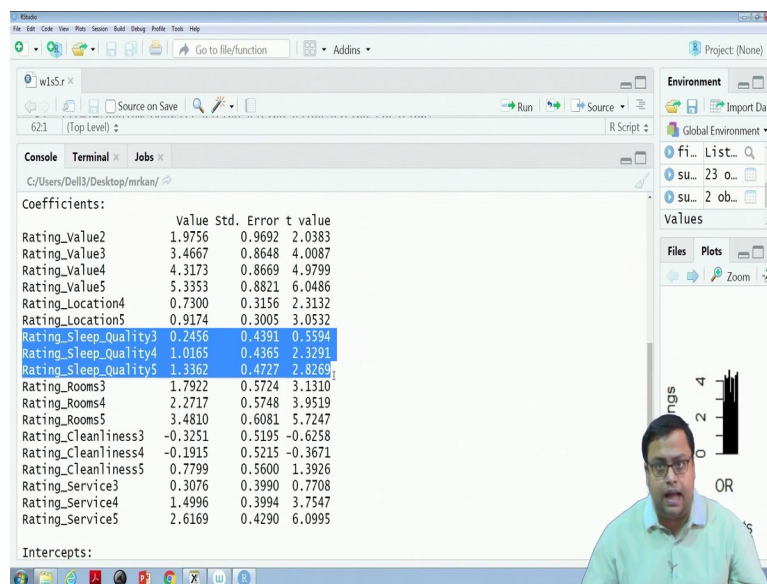 RStudio
File Edit Code View Plots Session Build Debug Profile Tools Help
Go to file/function
Addins
Project: (None)
w1s5.r
Source on Save
Run
Source
62:1
(Top Level)
R Script
Console Terminal Jobs
C:/Users/Dell3/Desktop/mrkan/
Coefficients:
Value Std. Error t value
Rating_Value2 1.9756 0.9692 2.0383
Rating_Value3 3.4667 0.8648 4.0087
Rating_Value4 4.3173 0.8669 4.9799
Rating_Value5 5.3353 0.8821 6.0486
Rating_Location4 0.7300 0.3156 2.3132
Rating_Location5 0.9174 0.3005 3.0532
Rating_Sleep_Quality3 0.2456 0.4391 0.5594
Rating_Sleep_Quality4 1.0165 0.4365 2.3291
Rating_Sleep_Quality5 1.3362 0.4727 2.8269
Rating_Rooms3 1.7922 0.5724 3.1310
Rating_Rooms4 2.2717 0.5748 3.9519
Rating_Rooms5 3.4810 0.6081 5.7247
Rating_Cleanliness3 -0.3251 0.5195 -0.6258
Rating_Cleanliness4 -0.1915 0.5215 -0.3671
Rating_Cleanliness5 0.7799 0.5600 1.3926
Rating_Service3 0.3076 0.3990 0.7708
Rating_Service4 1.4996 0.3994 3.7547
Rating_Service5 2.6169 0.4290 6.0995
Intercepts:
Environment
Import Da
Global Environment
fi… List…
su… 23 o…
su… 2 ob…
Values
Files Plots
Zoom
ngs
0 2 4
OR